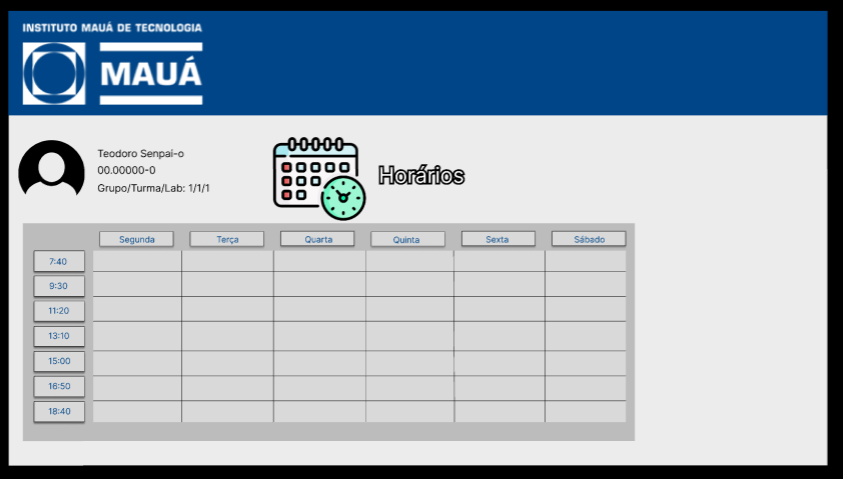 INSTITUTO MAUÁ DE TECNOLOGIA
MAUÁ
Teodoro Senpai-o
00.00000-0
Grupo/Turma/Lab: 1/1/1
Horários
Segunda Terça Quarta Quinta Sexta Sábado
7:40
9:30
11:20
13:10
15:00
16:50
18:40